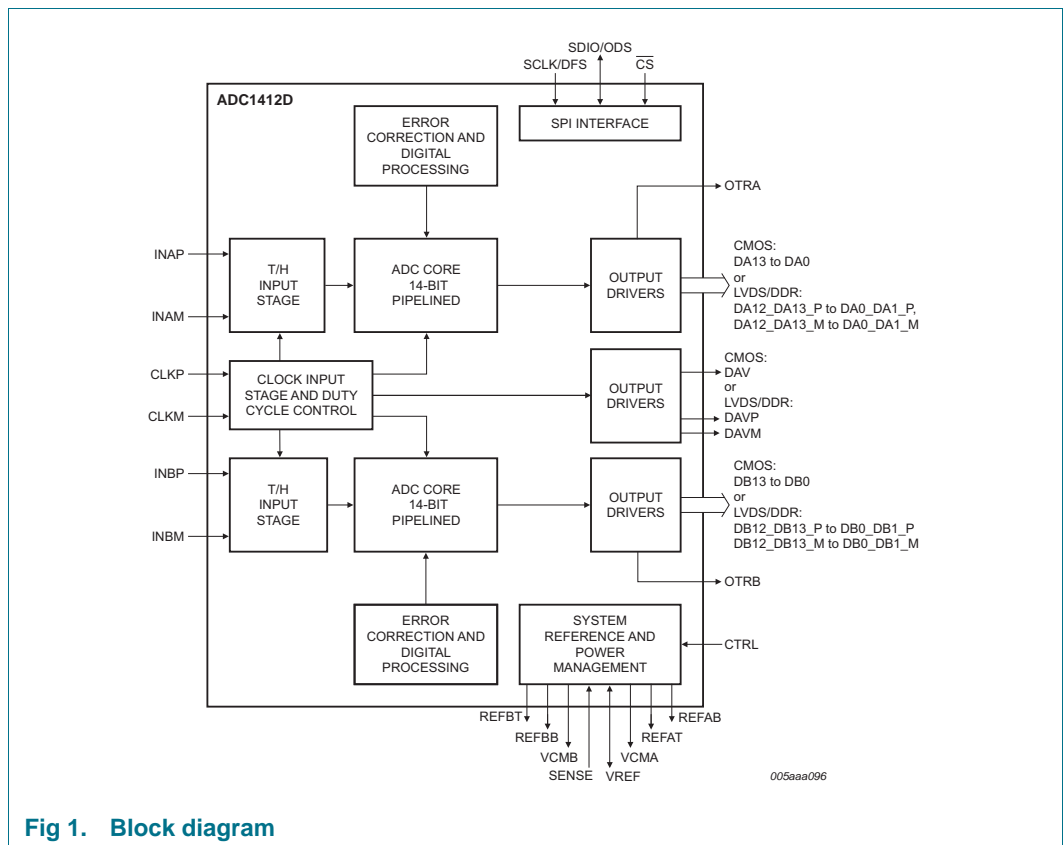 SDIO/ODS
SCLK/DFS
CS
ADC1412D
ERROR
CORRECTION AND
DIGITAL
PROCESSING
SPI INTERFACE
OTRA
INAP
INAM
T/H
INPUT
STAGE
ADC CORE
14-BIT
PIPELINED
OUTPUT
DRIVERS
CMOS:
DA13 to DA0
or
LVDS/DDR:
DA12_DA13_P to DA0_DA1_P,
DA12_DA13_M to DA0_DA1_M
CLKP
CLKM
CLOCK INPUT
STAGE AND DUTY
CYCLE CONTROL
OUTPUT
DRIVERS
CMOS:
DAV
or
LVDS/DDR:
DAVP
DAVM
INBP
INBM
T/H
INPUT
STAGE
ADC CORE
14-BIT
PIPELINED
OUTPUT
DRIVERS
CMOS:
DB13 to DB0
or
LVDS/DDR:
DB12_DB13_P to DB0_DB1_P
DB12_DB13_M to DB0_DB1_M
OTRB
ERROR
CORRECTION AND
DIGITAL
PROCESSING
SYSTEM
REFERENCE AND
POWER
MANAGEMENT
CTRL
REFBT
REFBB
VCMB
SENSE
VREF
VCMA
REFAT
REFAB
005aaa096
Fig 1. Block diagram